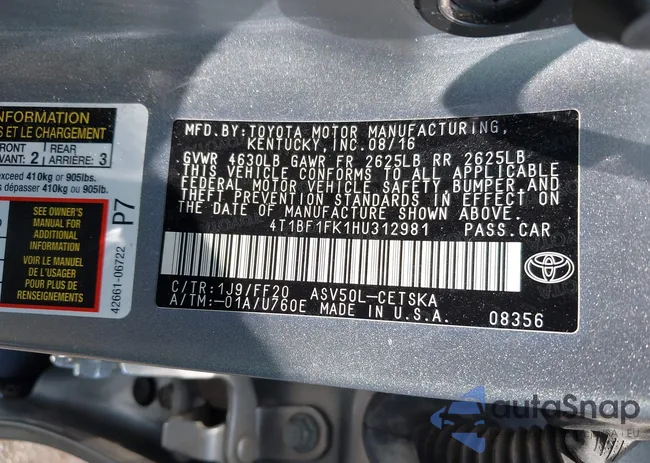 INFORMATION
S ET LE CHARGEMENT
FRONT
AVANT: 2
REAR
ARRIÈRE: 3
exceed 410kg or 905lbs.
s dépasser 410kg ou 905lb.
SEE OWNER'S
MANUAL FOR
ADDITIONAL
INFORMATION
VOIR LE MANUEL
DE L'USAGER
POUR PLUS DE
RENSEIGNEMENTS
P7
42661-06722
MFD.BY:TOYOTA MOTOR MANUFACTURING,
KENTUCKY, INC.08/16
GVWR 4630LB GAWR FR 2625LB RR 2625LB
THIS VEHICLE CONFORMS TO ALL APPLICABLE
FEDERAL MOTOR VEHICLE SAFETY, BUMPER, AND
THEFT PREVENTION STANDARDS IN EFFECT ON
THE DATE OF MANUFACTURE SHOWN ABOVE.
4T1BF1FK1HU312981 PASS.CAR
C/TR:1J9/FF20 ASV50L-CETSKA
A/TM:-01A/U760E MADE IN U.S.A. 08356
autoSnap